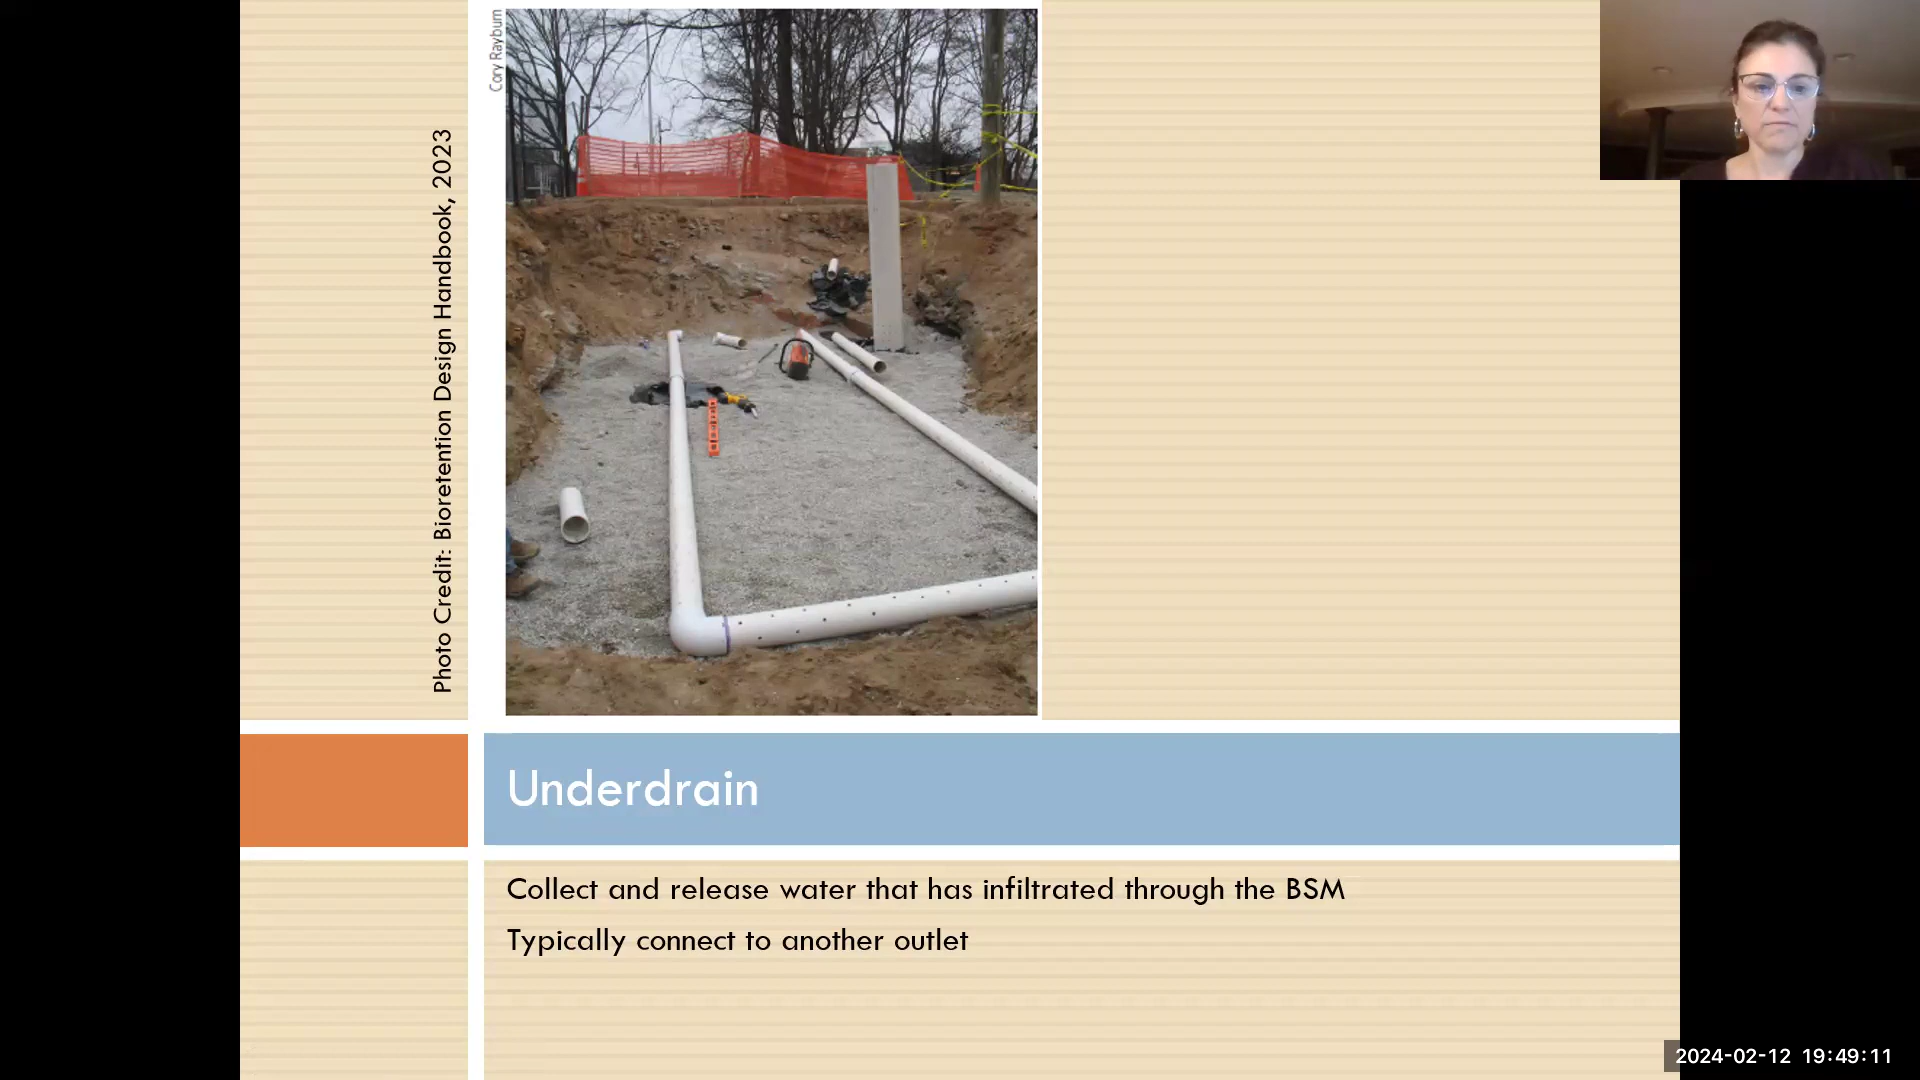 Cory Rayburn
Photo Credit: Bioretention Design Handbook, 2023
Underdrain
Collect and release water that has infiltrated through the BSM
Typically connect to another outlet
2024-02-12 19:49:11